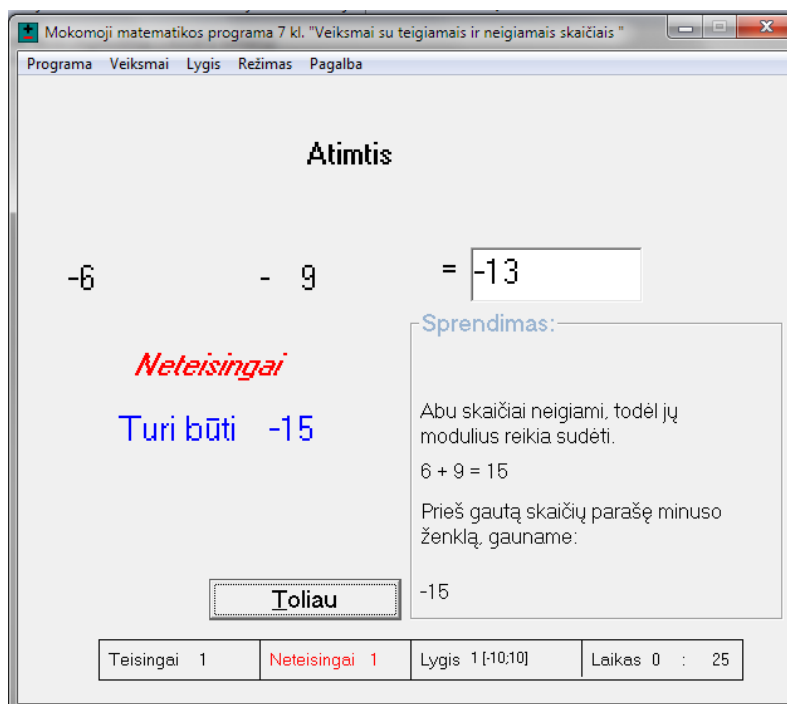 Mokomoji matematikos programa 7 kl. "Veiksmai su teigiamais ir neigiamais skaičiais "
Programa Veiksmai Lygis Režimas Pagalba
Atimtis
-6 - 9 = -13
Sprendimas:
Neteisingai
Turi būti -15
Abu skaičiai neigiami, todėl jų
modulius reikia sudėti.
6 + 9 = 15
Prieš gautą skaičių parašę minuso
ženklą, gauname:
-15
Toliau
Teisingai 1 Neteisingai 1 Lygis 1 [-10;10] Laikas 0 : 25